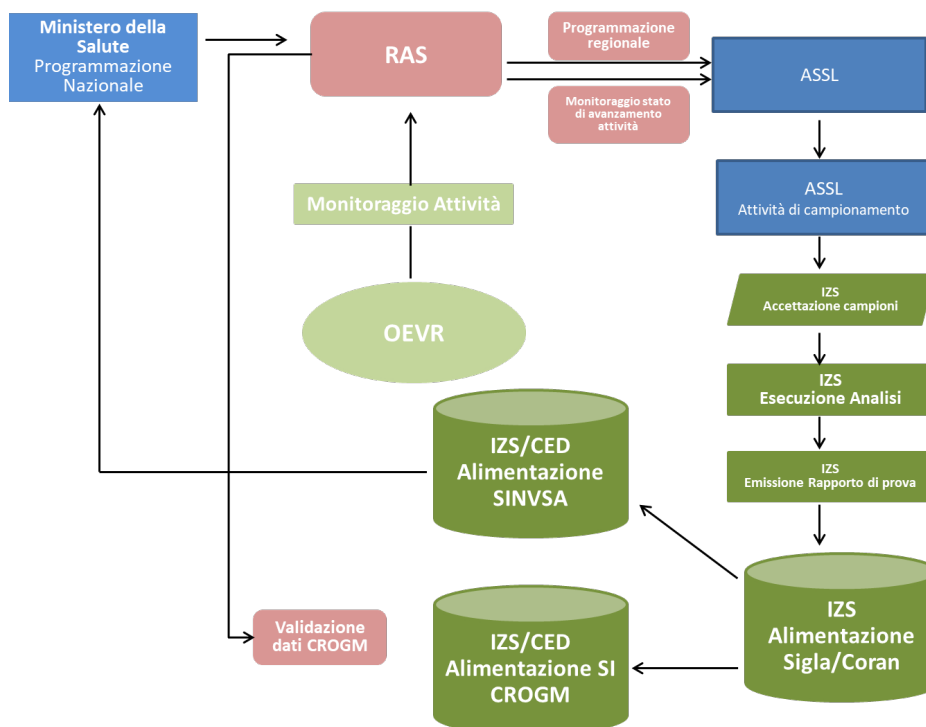 Ministero della
Salute
Programmazione
Nazionale
RAS
Programmazione
regionale
Monitoraggio stato
di avanzamento
attività
ASSL
ASSL
Attività di campionamento
Monitoraggio Attività
OEVR
IZS
Accettazione campioni
IZS
Esecuzione Analisi
IZS
Emissione Rapporto di prova
IZS/CED
Alimentazione
SINVSA
IZS
Alimentazione
Sigla/Coran
Validazione
dati CROGM
IZS/CED
Alimentazione SI
CROGM